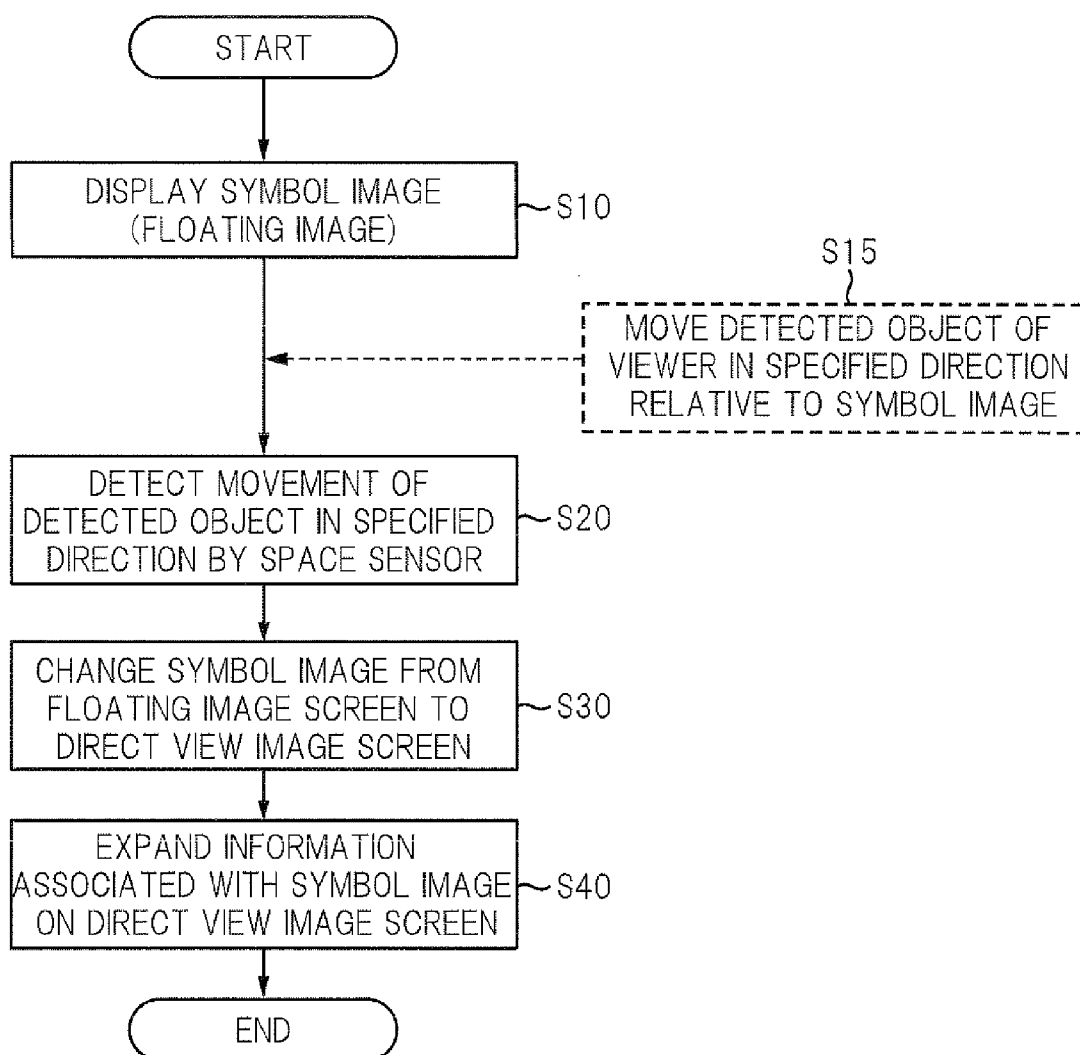 START
DISPLAY SYMBOL IMAGE
(FLOATING IMAGE)
S10
S15
MOVE DETECTED OBJECT OF
VIEWER IN SPECIFIED DIRECTION
RELATIVE TO SYMBOL IMAGE
DETECT MOVEMENT OF
DETECTED OBJECT IN SPECIFIED
DIRECTION BY SPACE SENSOR
S20
CHANGE SYMBOL IMAGE FROM
FLOATING IMAGE SCREEN TO
DIRECT VIEW IMAGE SCREEN
S30
EXPAND INFORMATION
ASSOCIATED WITH SYMBOL IMAGE
ON DIRECT VIEW IMAGE SCREEN
S40
END